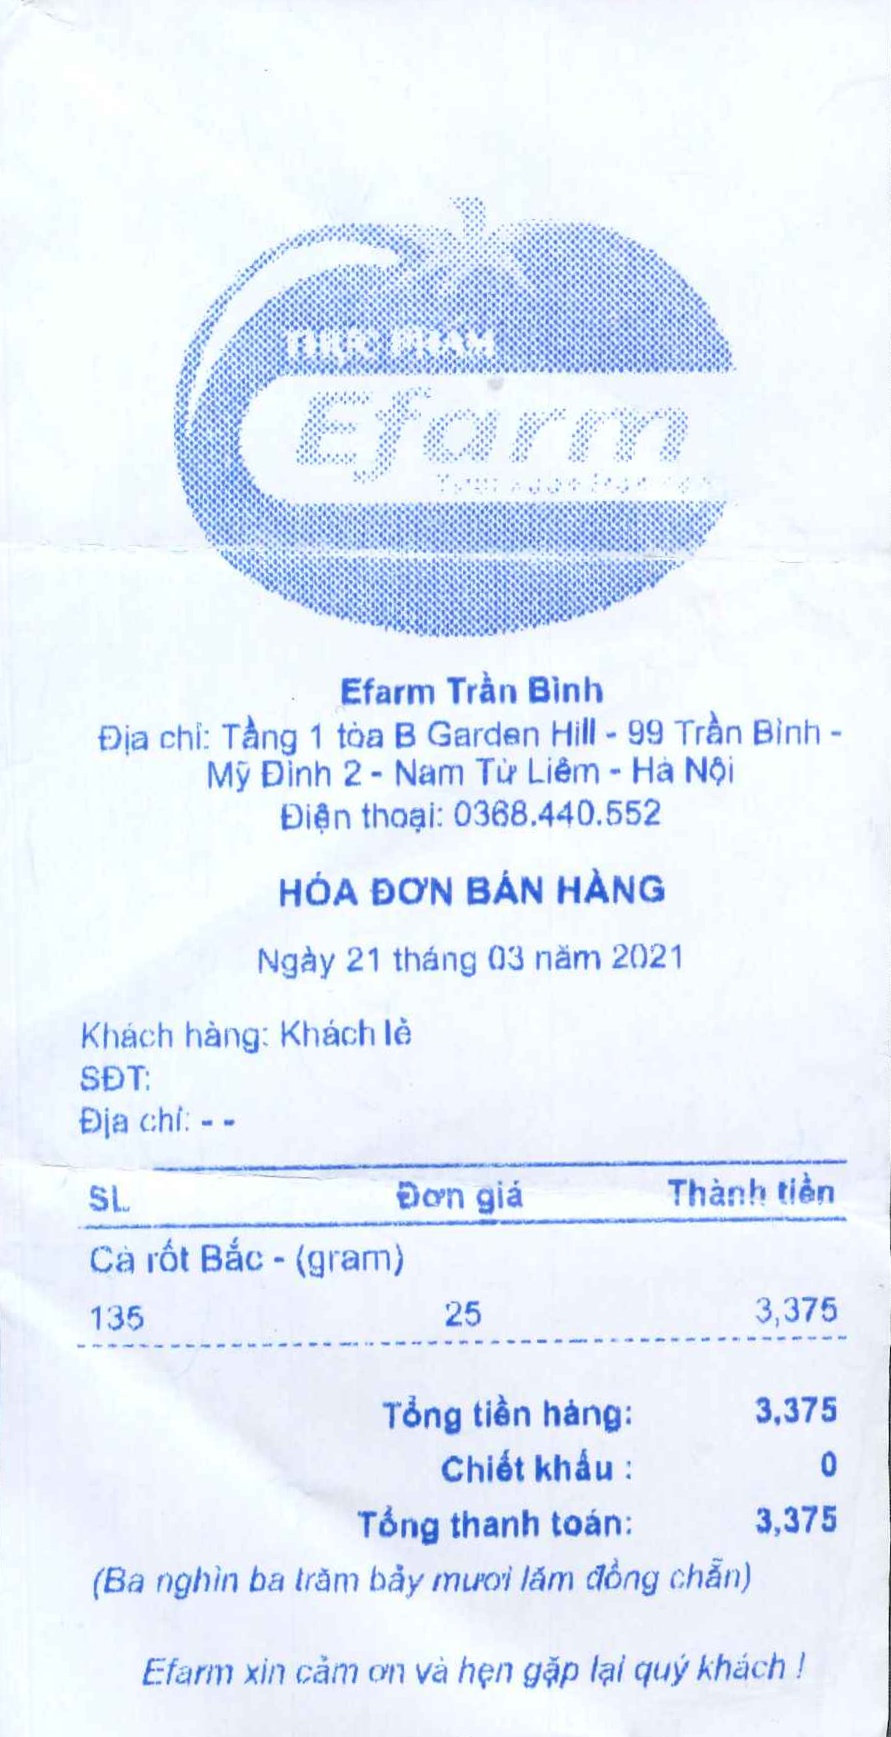 THỰC PHẨM
Efarm
Efarm Trần Bình
Địa chỉ: Tầng 1 tòa B Garden Hill - 99 Trần Bình -
Mỹ Đình 2 - Nam Từ Liêm - Hà Nội
Điện thoại: 0368.440.552
HÓA ĐƠN BÁN HÀNG
Ngày 21 tháng 03 năm 2021
Khách hàng: Khách lẻ
SĐT:
Địa chỉ: - -
SL Đơn giá Thành tiền
Cà rốt Bắc - (gram)
135 25 3,375
Tổng tiền hàng: 3,375
Chiết khấu : 0
Tổng thanh toán: 3,375
(Ba nghìn ba trăm bảy mươi lăm đồng chẵn)
Efarm xin cảm ơn và hẹn gặp lại quý khách !